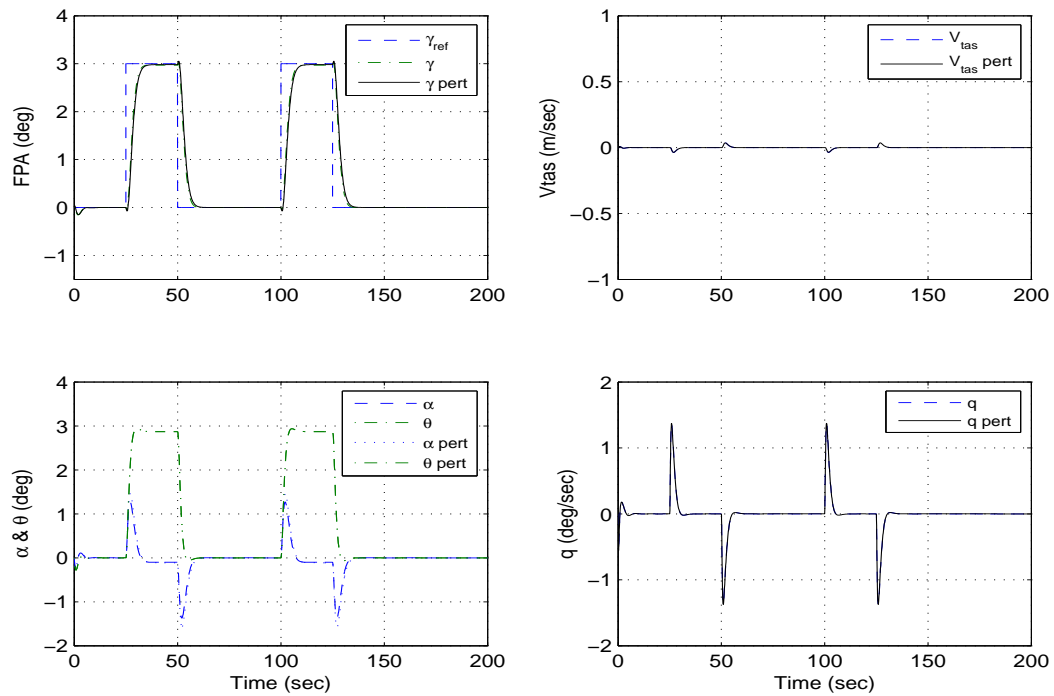 4
3
2
1
0
−1
0
50
100
150
200
FPA (deg)
γref
γ
γ pert
1
0.5
0
−0.5
−1
0
50
100
150
200
Vtas (m/sec)
Vtas
Vtas pert
4
3
2
1
0
−1
−2
0
50
100
150
200
α & θ (deg)
Time (sec)
α
θ
α pert
θ pert
2
1
0
−1
−2
0
50
100
150
200
q (deg/sec)
Time (sec)
q
q pert